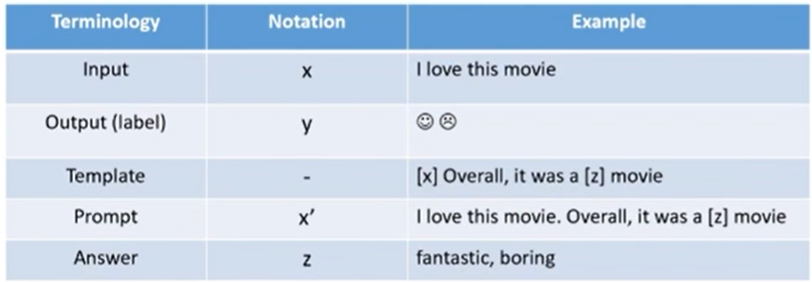 Terminology Notation Example
Input x I love this movie
Output (label) y ☺ ☹
Template - [x] Overall, it was a [z] movie
Prompt x′ I love this movie. Overall, it was a [z] movie
Answer z fantastic, boring